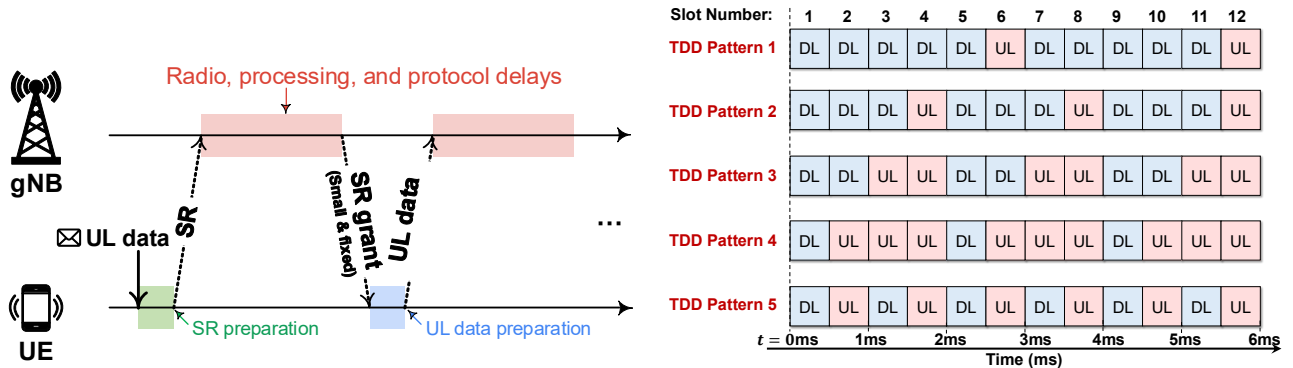 Radio, processing, and protocol delays
gNB
SR
SR grant
(Small & fixed)
UL data
...
UL data
SR preparation
UL data preparation
UE
Slot Number: 1 2 3 4 5 6 7 8 9 10 11 12
TDD Pattern 1 DL DL DL DL DL UL DL DL DL DL DL UL
TDD Pattern 2 DL DL DL UL DL DL DL UL DL DL DL UL
TDD Pattern 3 DL DL UL UL DL DL UL UL DL DL UL UL
TDD Pattern 4 DL UL UL UL DL UL UL UL DL UL UL UL
TDD Pattern 5 DL UL DL UL DL UL DL UL DL UL DL UL
t = 0ms 1ms 2ms 3ms 4ms 5ms 6ms
Time (ms)